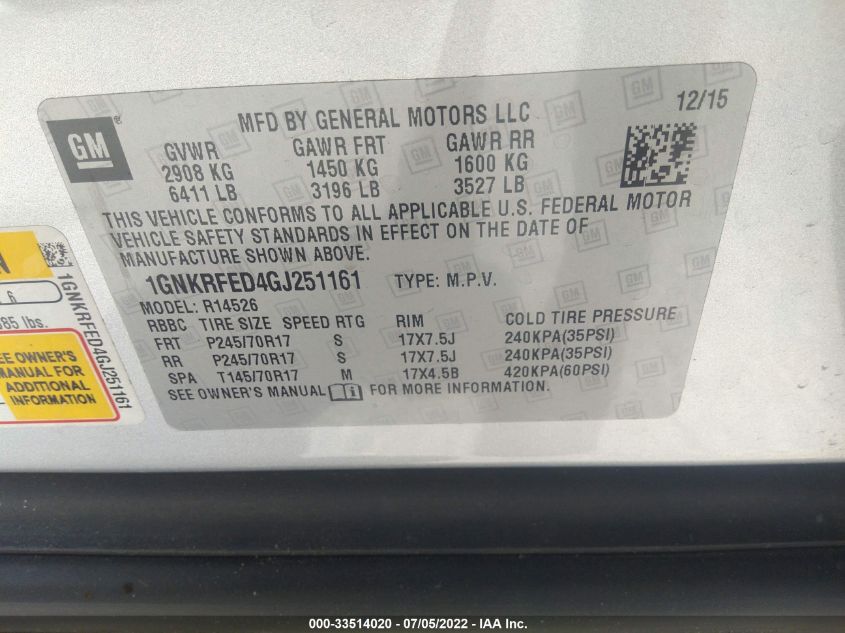 GM
MFD BY GENERAL MOTORS LLC
12/15
GVWR GAWR FRT GAWR RR
2908 KG 1450 KG 1600 KG
6411 LB 3196 LB 3527 LB
THIS VEHICLE CONFORMS TO ALL APPLICABLE U.S. FEDERAL MOTOR
VEHICLE SAFETY STANDARDS IN EFFECT ON THE DATE OF
MANUFACTURE SHOWN ABOVE.
1GNKRFED4GJ251161 TYPE: M.P.V.
MODEL: R14526
RBBC TIRE SIZE SPEED RTG RIM COLD TIRE PRESSURE
FRT P245/70R17 S 17X7.5J 240KPA(35PSI)
RR P245/70R17 S 17X7.5J 240KPA(35PSI)
SPA T145/70R17 M 17X4.5B 420KPA(60PSI)
SEE OWNER'S MANUAL i FOR MORE INFORMATION.
N
6
85 lbs.
SEE OWNER'S
MANUAL FOR
ADDITIONAL
INFORMATION
1GNKRFED4GJ251161
000-33514020 - 07/05/2022 - IAA Inc.